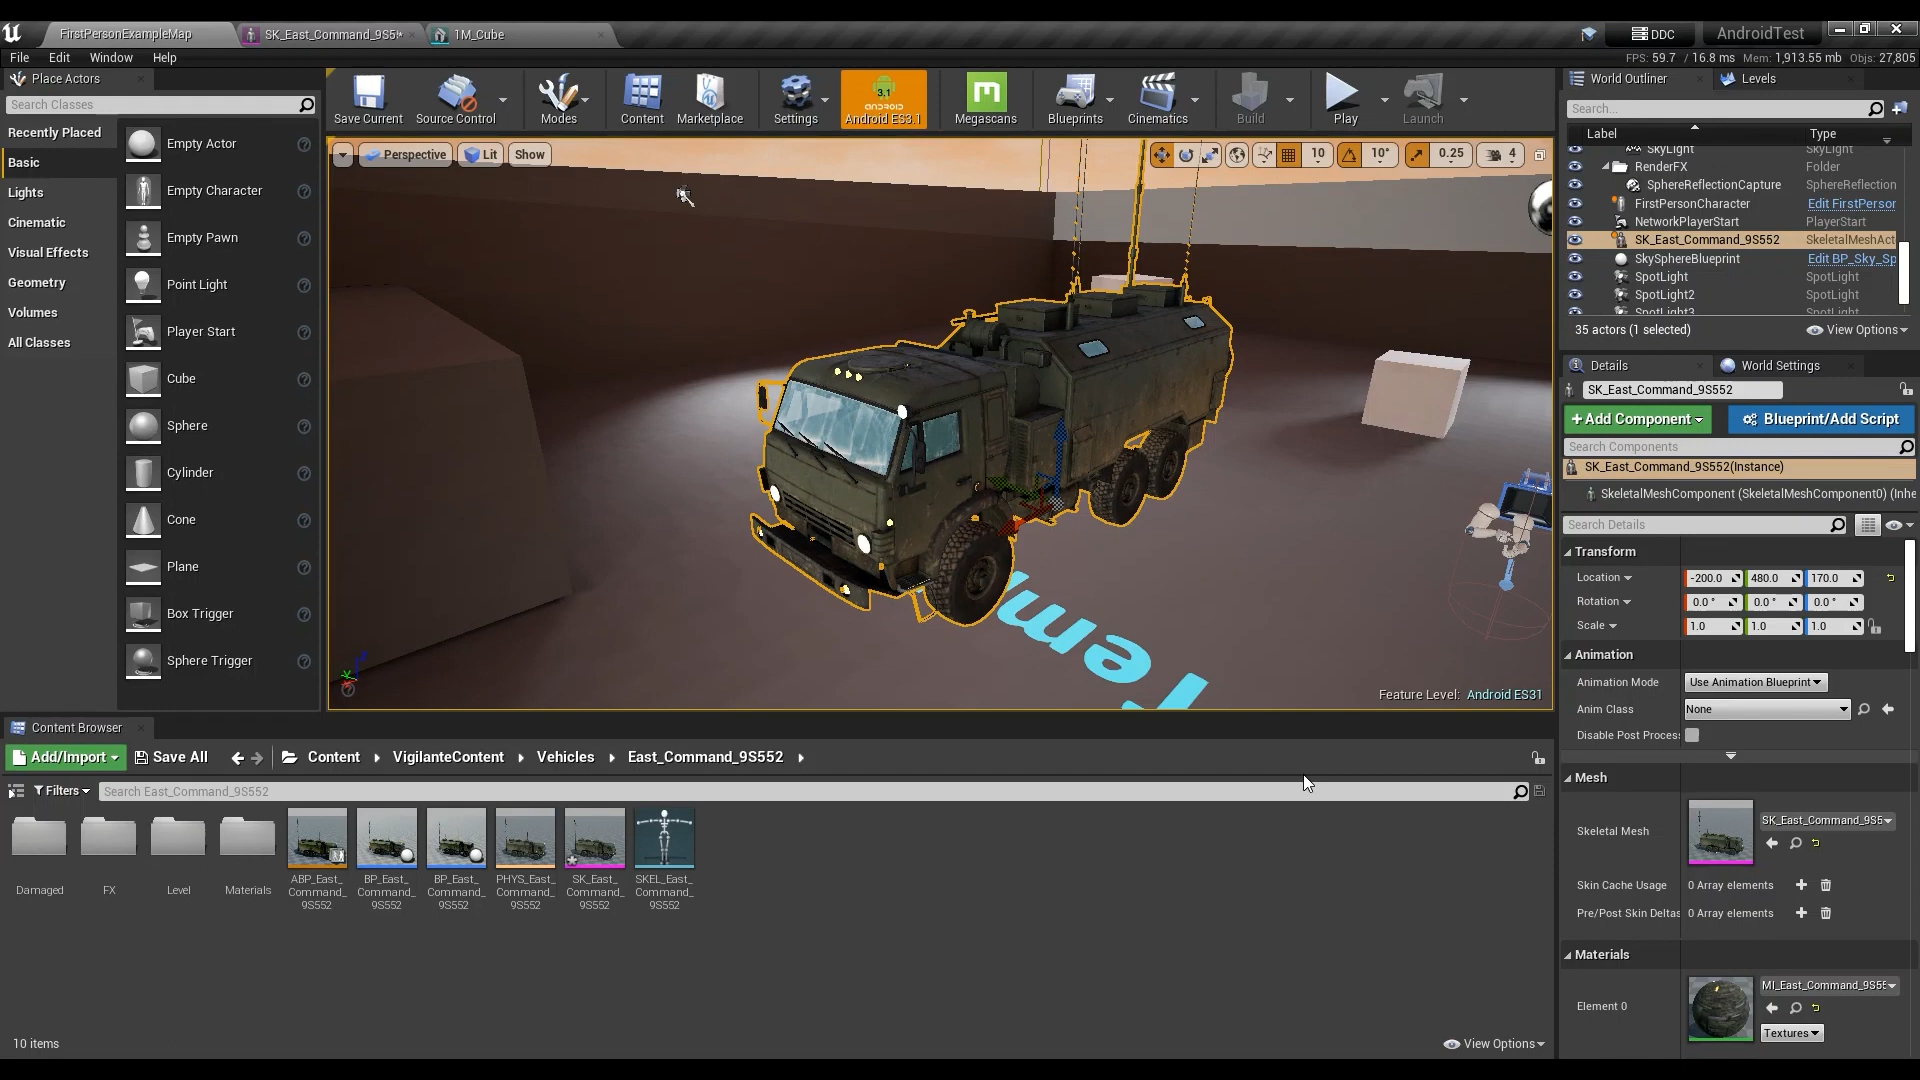 FirstPersonExampleMap
SK_East_Command_9S5!*
1M_Cube
DDC
AndroidTest
File Edit Window Help
FPS: 59.7 / 16.8 ms Mem: 1,913.55 mb Objs: 27,805
Place Actors
Search Classes
Recently Placed
Basic
Lights
Cinematic
Visual Effects
Geometry
Volumes
All Classes
Empty Actor
Empty Character
Empty Pawn
Point Light
Player Start
Cube
Sphere
Cylinder
Cone
Plane
Box Trigger
Sphere Trigger
Save Current
Source Control
Modes
Content
Marketplace
Settings
3.1
ANDROID
Android ES3.1
Megascans
Blueprints
Cinematics
Build
Play
Launch
Perspective
Lit
Show
10
10°
0.25
4
Feature Level: Android ES31
World Outliner
Levels
Search...
Label Type
SkyLight SkyLight
RenderFX Folder
SphereReflectionCapture SphereReflection
FirstPersonCharacter Edit FirstPerson
NetworkPlayerStart PlayerStart
SK_East_Command_9S552 SkeletalMeshAct
SkySphereBlueprint Edit BP_Sky_Sp
SpotLight SpotLight
SpotLight2 SpotLight
SpotLight3 SpotLight
35 actors (1 selected)
View Options
Details
World Settings
SK_East_Command_9S552
+Add Component
Blueprint/Add Script
Search Components
SK_East_Command_9S552(Instance)
SkeletalMeshComponent (SkeletalMeshComponent0) (Inhe
Search Details
Transform
Location -200.0 480.0 170.0
Rotation 0.0 ° 0.0 ° 0.0 °
Scale 1.0 1.0 1.0
Animation
Animation Mode Use Animation Blueprint
Anim Class None
Disable Post Process
Mesh
Skeletal Mesh
SK_East_Command_9S5
Skin Cache Usage 0 Array elements
Pre/Post Skin Deltas 0 Array elements
Materials
Element 0
MI_East_Command_9S55
Textures
Content Browser
Add/Import
Save All
Content
VigilanteContent
Vehicles
East_Command_9S552
Filters
Search East_Command_9S552
Damaged
FX
Level
Materials
ABP_East_
Command_
9S552
BP_East_
Command_
9S552
BP_East_
Command_
9S552
PHYS_East_
Command_
9S552
SK_East_
Command_
9S552
SKEL_East_
Command_
9S552
10 items
View Options